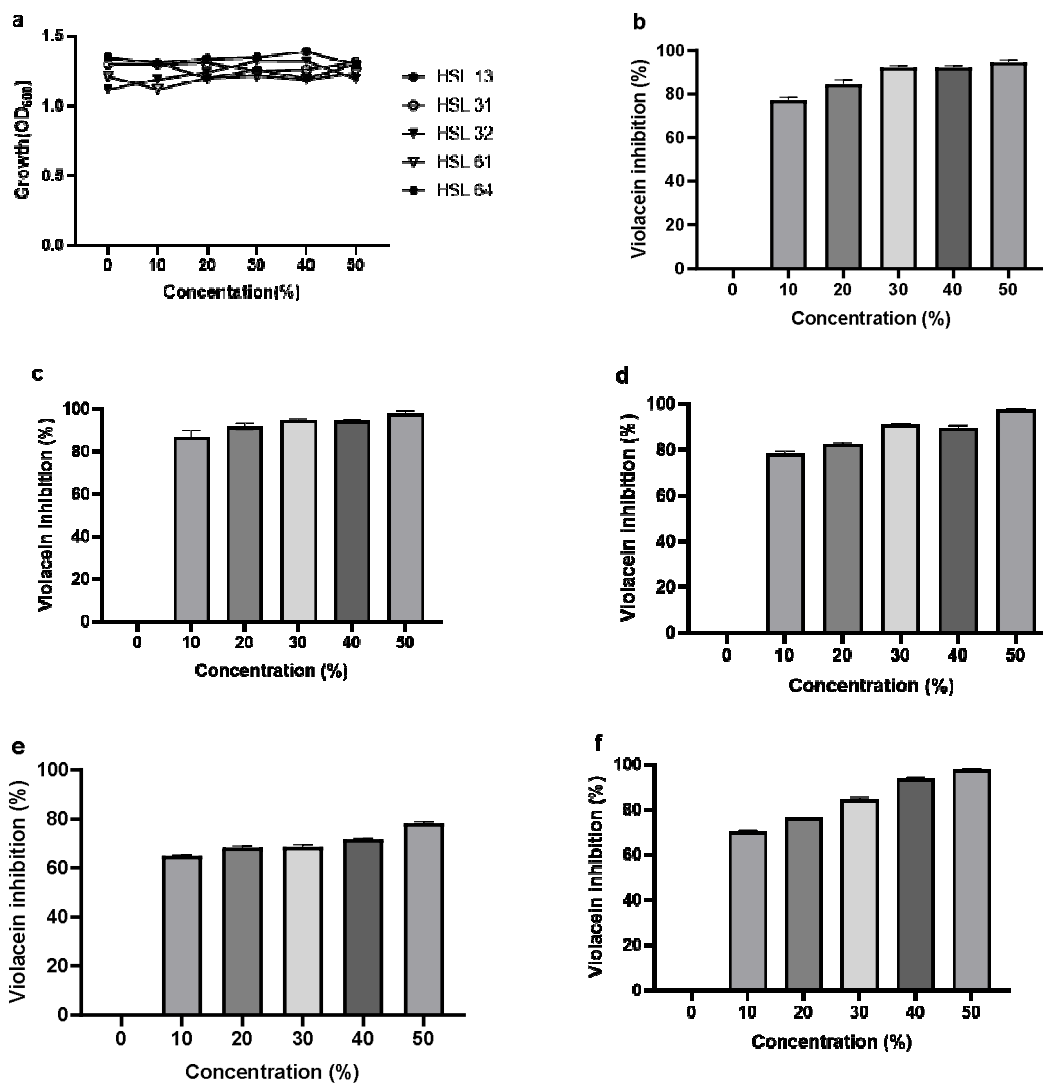 a
1.5
1.0
0.5
0.0
Growth(OD600)
0 10 20 30 40 50
Concentation(%)
HSL 13
HSL 31
HSL 32
HSL 61
HSL 64
b
100
80
60
40
20
0
Violacein inhibition (%)
0 10 20 30 40 50
Concentration (%)
c
100
80
60
40
20
0
Violacein inhibition (%)
0 10 20 30 40 50
Concentration (%)
d
100
80
60
40
20
0
Violacein inhibition (%)
0 10 20 30 40 50
Concentration (%)
e
100
80
60
40
20
0
Violacein inhibition (%)
0 10 20 30 40 50
Concentration (%)
f
100
80
60
40
20
0
Violacein inhibition (%)
0 10 20 30 40 50
Concentration (%)